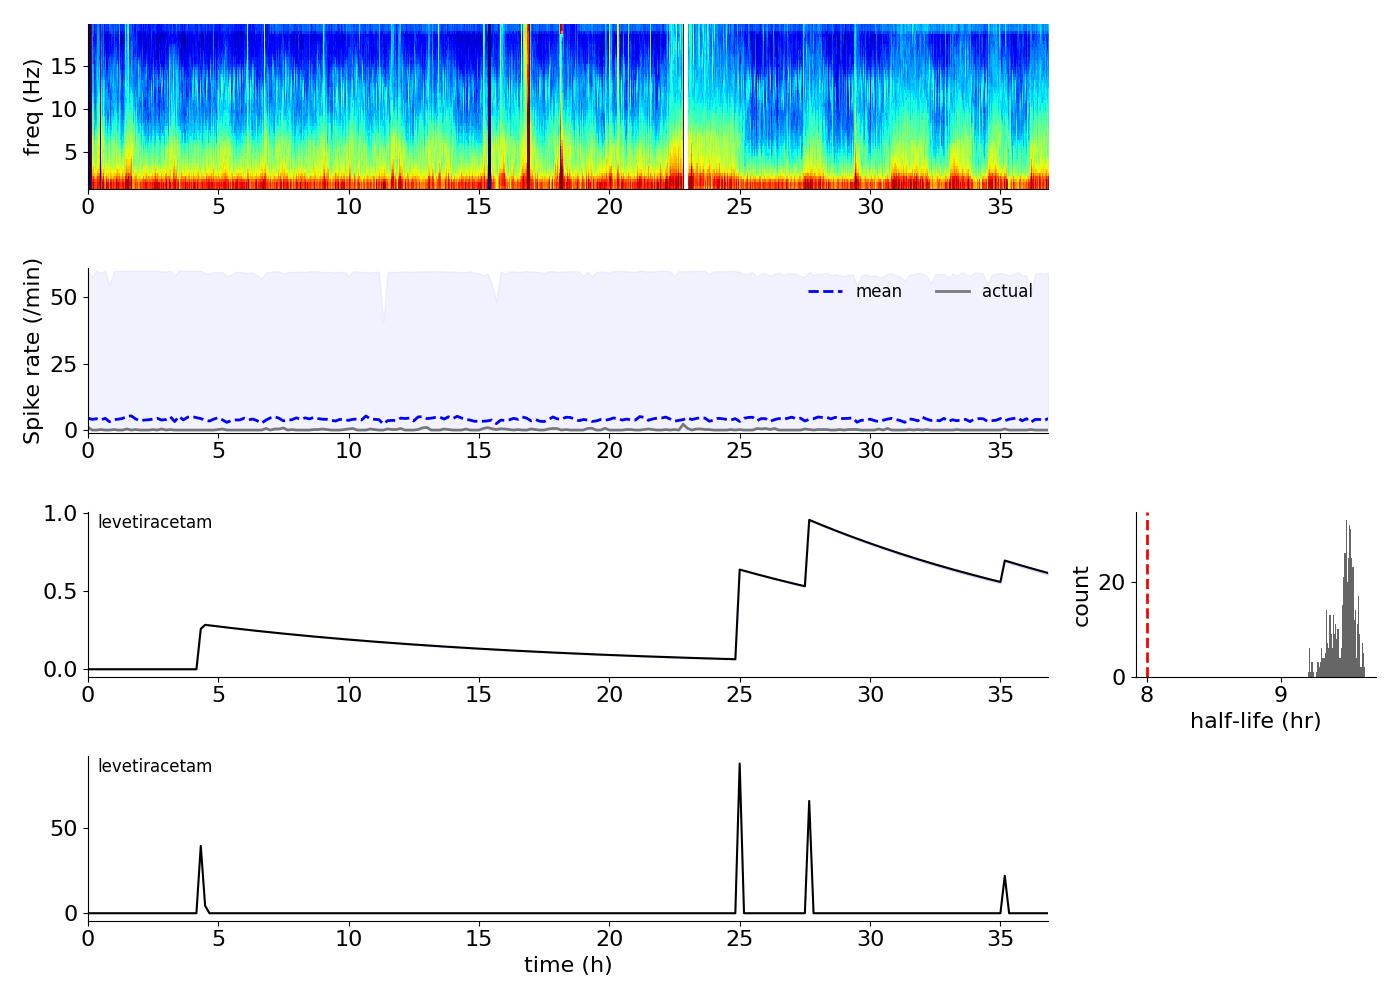 freq (Hz)
15
10
5
0 5 10 15 20 25 30 35
Spike rate (/min)
50
25
0
mean actual
0 5 10 15 20 25 30 35
levetiracetam
1.0
0.5
0.0
0 5 10 15 20 25 30 35
count
20
0
8 9
half-life (hr)
levetiracetam
50
0
0 5 10 15 20 25 30 35
time (h)